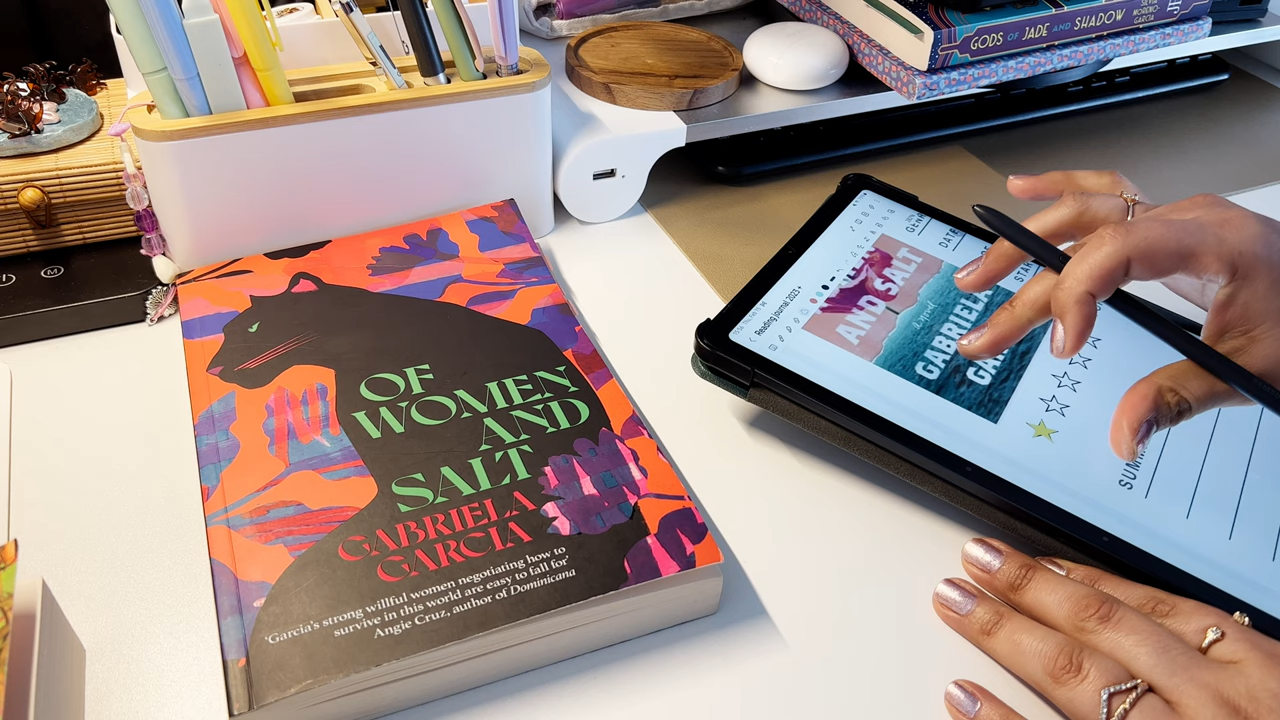 GODS OF JADE AND SHADOW
SILVIA
MORENO-
GARCIA
OF
WOMEN
AND
SALT
GABRIELA
GARCIA
'Garcia's strong willful women negotiating how to
survive in this world are easy to fall for'
Angie Cruz, author of Dominicana
M
Reading journal 2023
AND SALT
GABRIELA
DATE